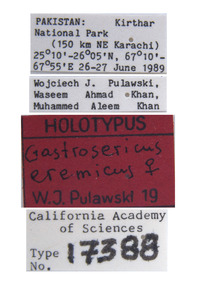 PAKISTAN: Kirthar
National Park
(150 km NE Karachi)
25°10'-26°05'N, 67°10'-
67°55'E 26-27 June 1989
Wojciech J. Pulawski,
Waseem Ahmad Khan,
Muhammed Aleem Khan
HOLOTYPUS
Gastrosericus
eremicus ♀
W.J. Pulawski 19
California Academy
of Sciences
Type
No. 17388